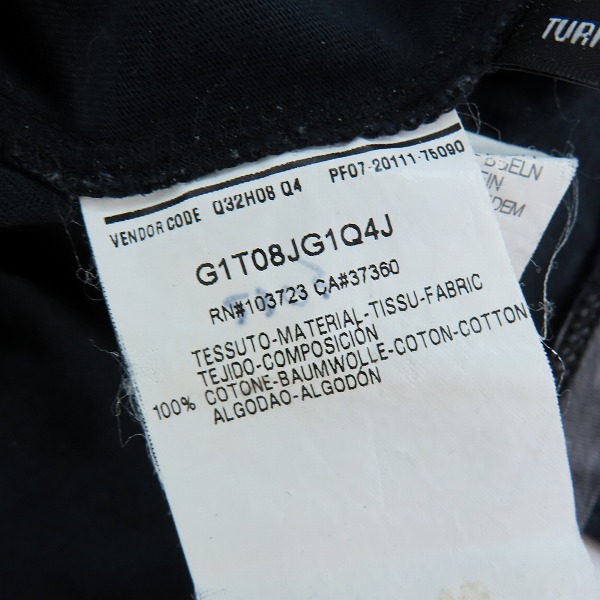 VENDOR CODE Q32H08 Q4 PF07-20111-75090
G1T08JG1Q4J
RN#103723 CA#37360
TESSUTO-MATERIAL-TISSU-FABRIC
TEJIDO-COMPOSICIÓN
100% COTONE-BAUMWOLLE-COTON-COTTON
ALGODAO-ALGODÓN